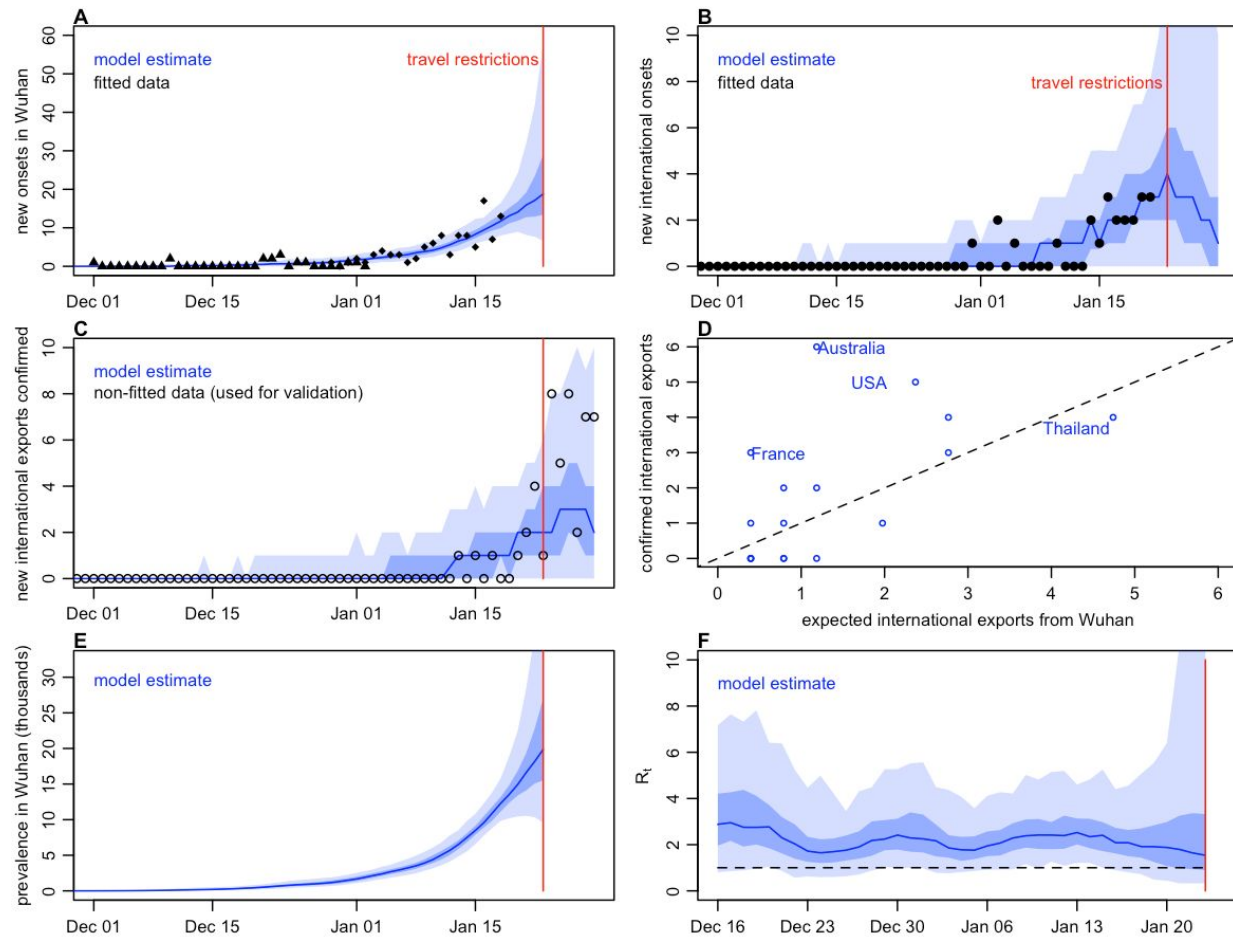 A
new onsets in Wuhan
60
50
40
30
20
10
0
model estimate
fitted data
travel restrictions
Dec 01 Dec 15 Jan 01 Jan 15
B
new international onsets
10
8
6
4
2
0
model estimate
fitted data
travel restrictions
Dec 01 Dec 15 Jan 01 Jan 15
C
new international exports confirmed
10
8
6
4
2
0
model estimate
non-fitted data (used for validation)
Dec 01 Dec 15 Jan 01 Jan 15
D
confirmed international exports
6
5
4
3
2
1
0
Australia
USA
Thailand
France
0 1 2 3 4 5 6
expected international exports from Wuhan
E
prevalence in Wuhan (thousands)
30
25
20
15
10
5
0
model estimate
Dec 01 Dec 15 Jan 01 Jan 15
F
Rt
10
8
6
4
2
0
model estimate
Dec 16 Dec 23 Dec 30 Jan 06 Jan 13 Jan 20